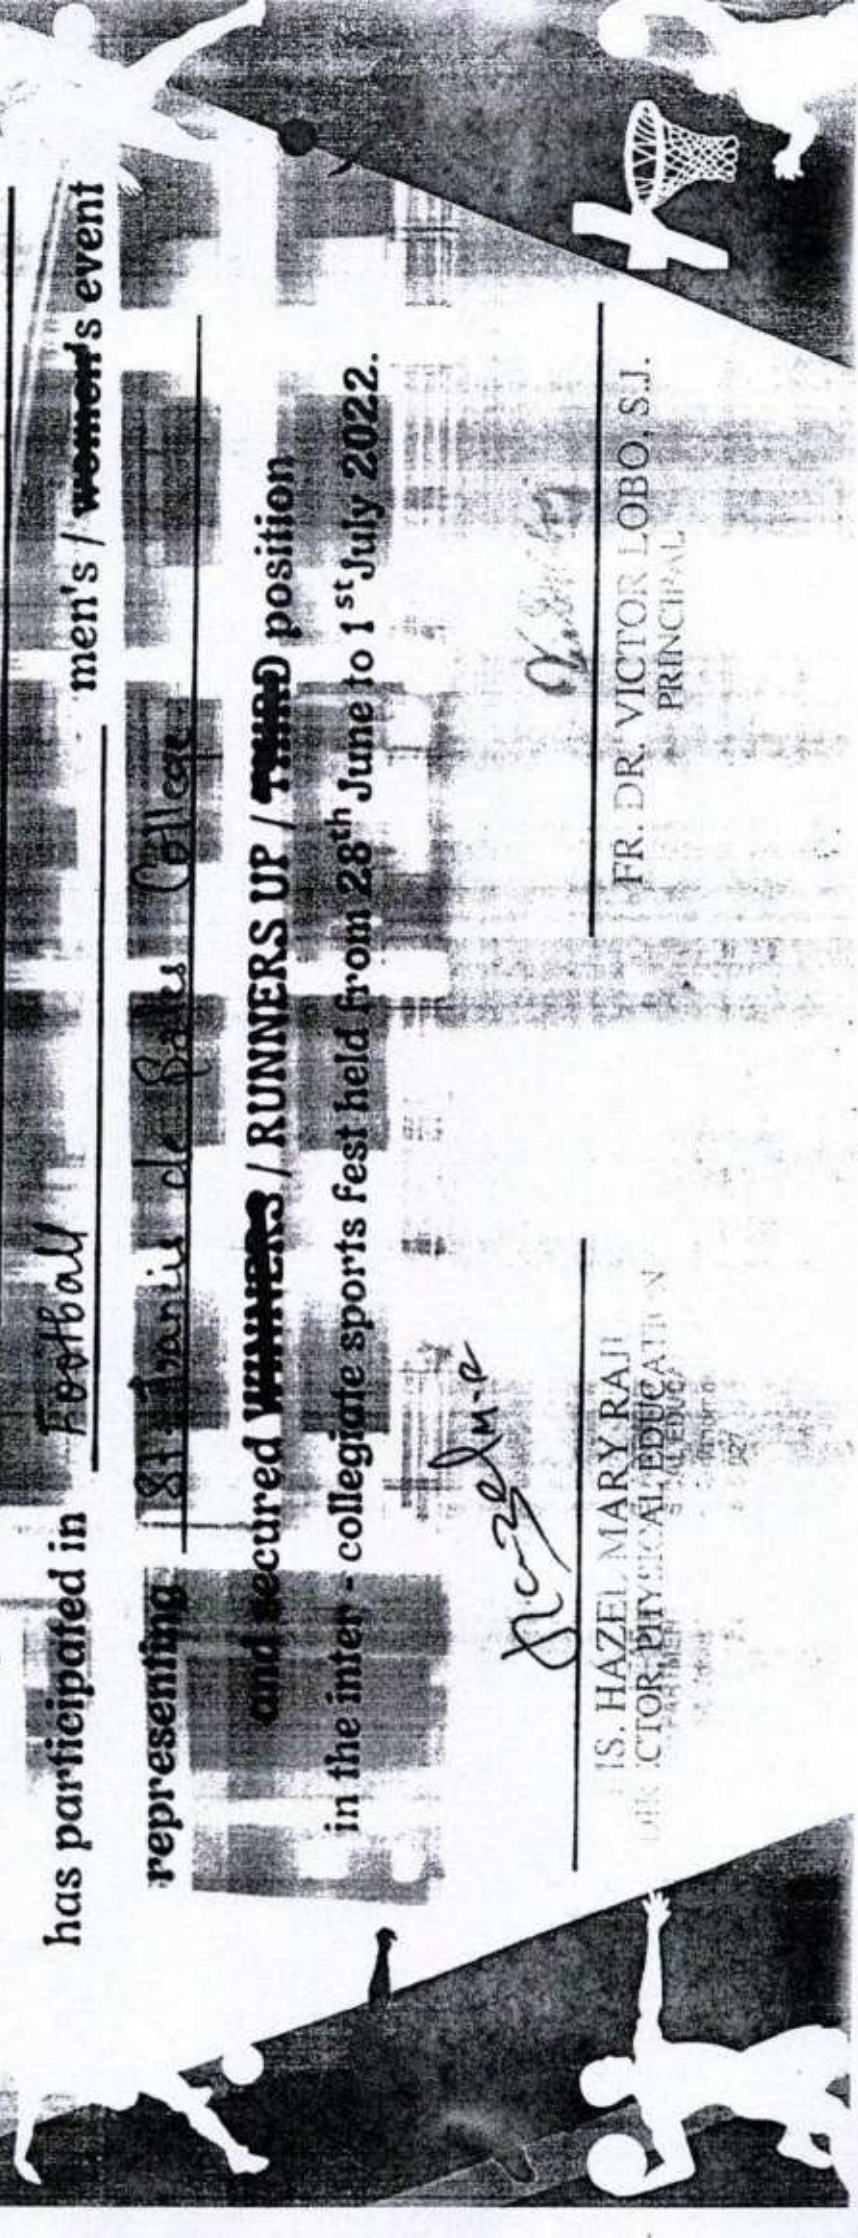 has participated in Football men's / women's event
representing St. Francis de Sales College
and secured WINNERS / RUNNERS UP / THIRD position
in the inter - collegiate sports fest held from 28th June to 1st July 2022.
Hazelm.R
IS. HAZEL MARY RAJI
CTOR, PHYSICAL EDUCATION
FR. DR. VICTOR LOBO, S.J.
PRINCIPAL